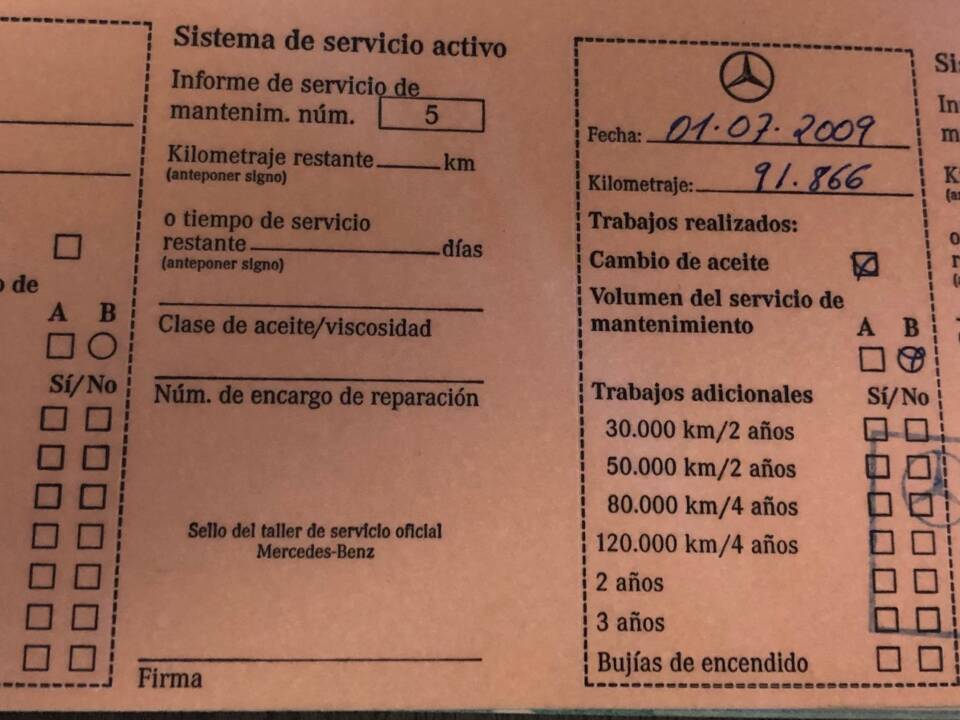 o de
A B
Sí/No
Sistema de servicio activo
Informe de servicio de
mantenim. núm. 5
Kilometraje restante km
(anteponer signo)
o tiempo de servicio
restante días
(anteponer signo)
Clase de aceite/viscosidad
Núm. de encargo de reparación
Sello del taller de servicio oficial
Mercedes-Benz
Firma
Fecha: 01.07.2009
Kilometraje: 91.866
Trabajos realizados:
Cambio de aceite
Volumen del servicio de
mantenimiento A B
Trabajos adicionales Sí/No
30.000 km/2 años
50.000 km/2 años
80.000 km/4 años
120.000 km/4 años
2 años
3 años
Bujías de encendido